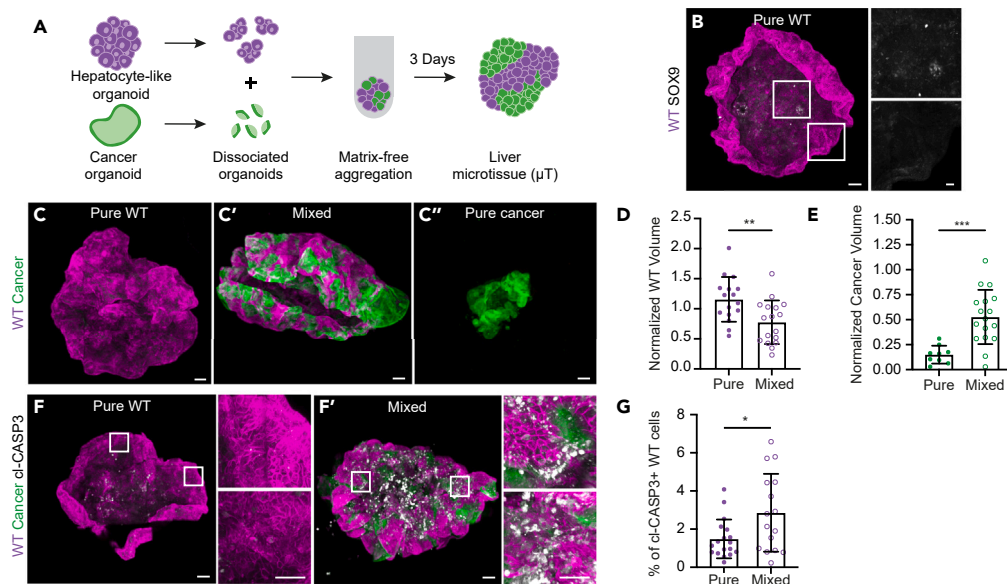 A
Hepatocyte-like
organoid
+
Cancer
organoid
Dissociated
organoids
Matrix-free
aggregation
3 Days
Liver
microtissue (µT)
B
Pure WT
WT SOX9
C
Pure WT
C'
Mixed
C''
Pure cancer
WT Cancer
D
Normalized WT Volume
2.5
2.0
1.5
1.0
0.5
0.0
**
Pure
Mixed
E
Normalized Cancer Volume
1.50
1.25
1.00
0.75
0.50
0.25
0.00
***
Pure
Mixed
F
Pure WT
F'
Mixed
WT Cancer cl-CASP3
G
% of cl-CASP3+ WT cells
8
6
4
2
0
*
Pure
Mixed